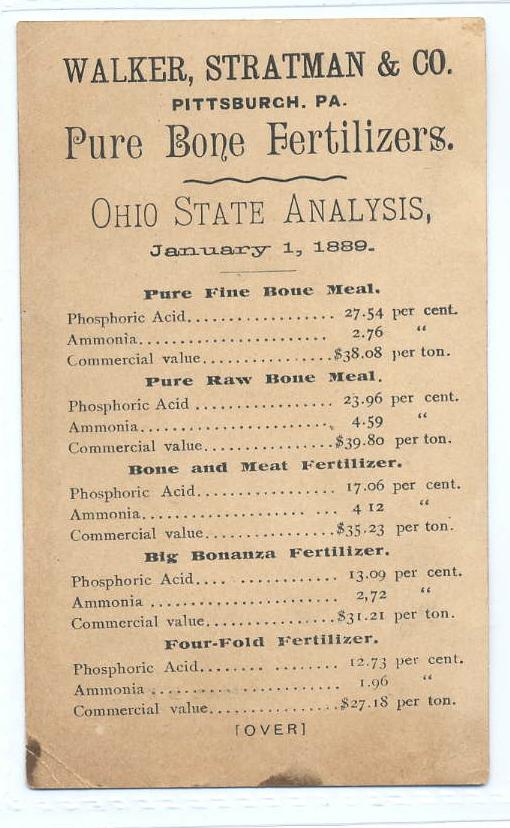 WALKER, STRATMAN & CO.
PITTSBURGH. PA.
Pure Bone Fertilizers.
OHIO STATE ANALYSIS,
January 1, 1889.
Pure Fine Bone Meal.
Phosphoric Acid.................. 27.54 per cent.
Ammonia......................... 2.76 “
Commercial value...............$38.08 per ton.
Pure Raw Bone Meal.
Phosphoric Acid ................. 23.96 per cent.
Ammonia......................... 4.59 “
Commercial value...............$39.80 per ton.
Bone and Meat Fertilizer.
Phosphoric Acid................. 17.06 per cent.
Ammonia.................. ... 4 12 “
Commercial value...............$35.23 per ton.
Big Bonanza Fertilizer.
Phosphoric Acid.... ............ 13.09 per cent.
Ammonia ....................... 2,72 “
Commercial value...............$31.21 per ton.
Four-Fold Fertilizer.
Phosphoric Acid........ ......... 12.73 per cent.
Ammonia ....................... 1.96 “
Commercial value...............$27.18 per ton.
[OVER]